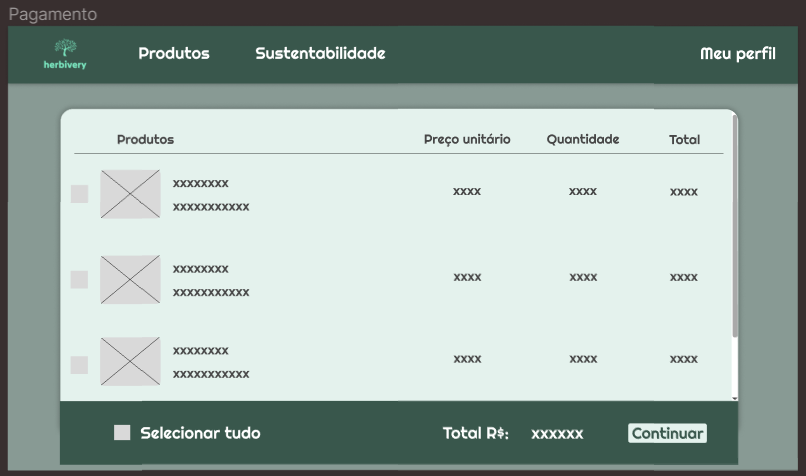 Pagamento
herbivery
Produtos Sustentabilidade Meu perfil
Produtos Preço unitário Quantidade Total
xxxxxxxx
xxxx xxxx xxxx
xxxxxxxxxxx
xxxxxxxx
xxxx xxxx xxxx
xxxxxxxxxxx
xxxxxxxx
xxxx xxxx xxxx
xxxxxxxxxxx
Selecionar tudo Total R$: xxxxxx Continuar